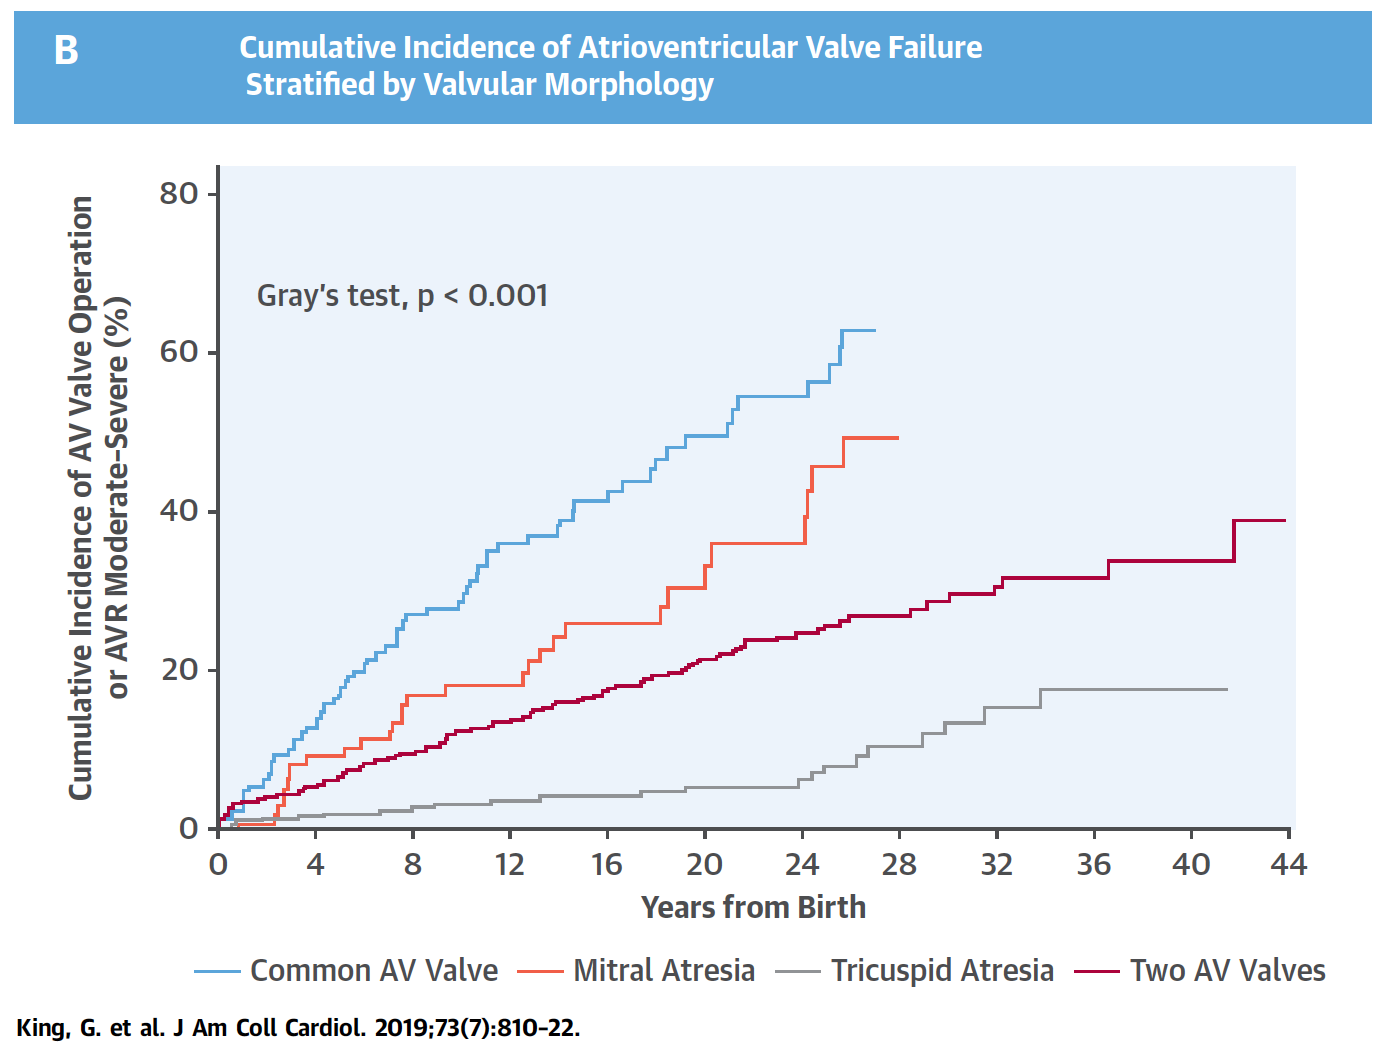 B
Cumulative Incidence of Atrioventricular Valve Failure
Stratified by Valvular Morphology
Cumulative Incidence of AV Valve Operation
or AVR Moderate–Severe (%)
80
60
40
20
0
Gray's test, p < 0.001
0 4 8 12 16 20 24 28 32 36 40 44
Years from Birth
Common AV Valve Mitral Atresia Tricuspid Atresia Two AV Valves
King, G. et al. J Am Coll Cardiol. 2019;73(7):810–22.